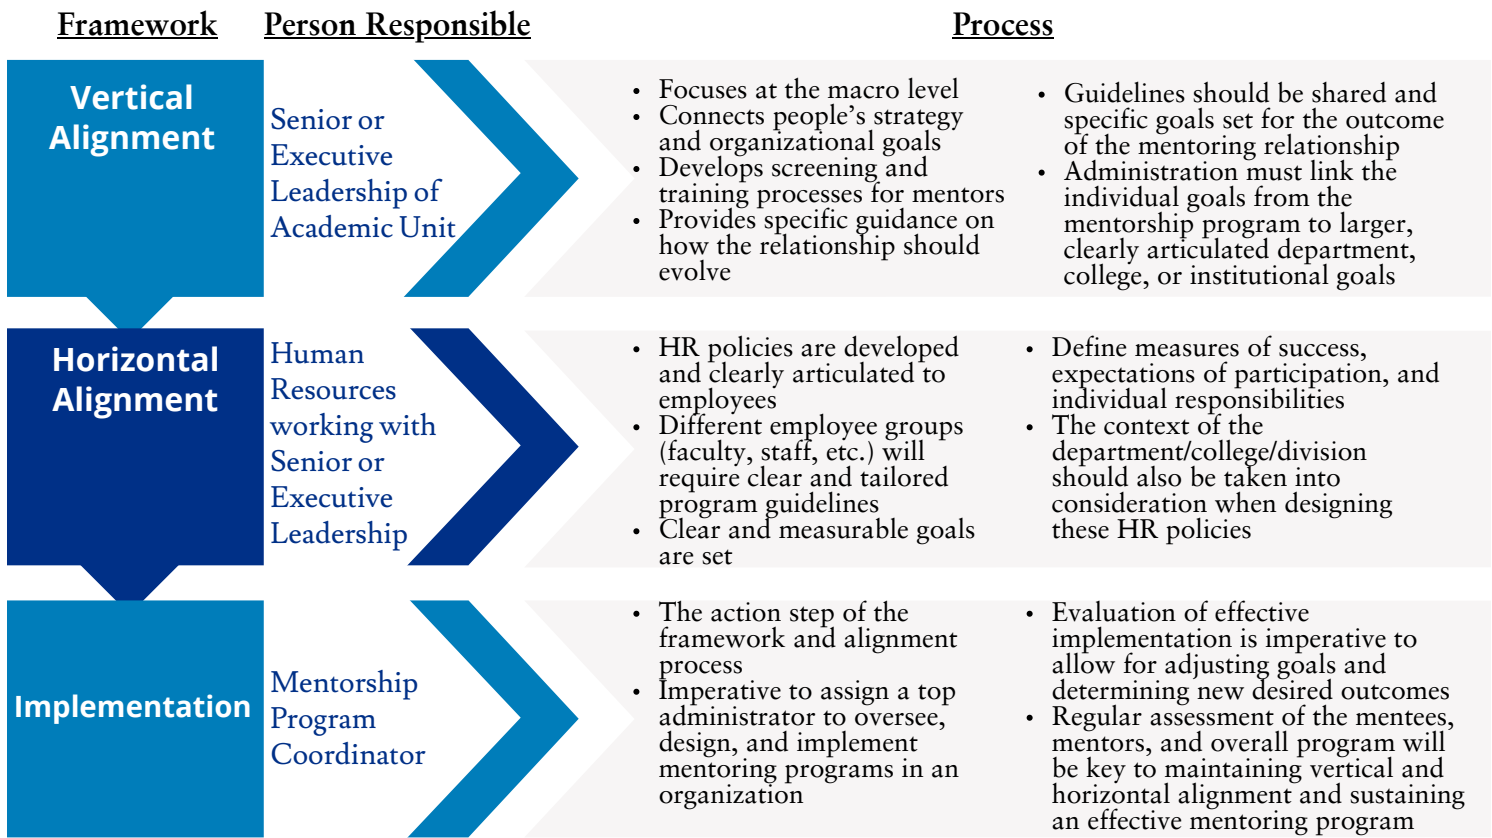 Framework
Person Responsible
Process
Vertical
Alignment
Senior or
Executive
Leadership of
Academic Unit
• Focuses at the macro level
• Connects people's strategy
and organizational goals
• Develops screening and
training processes for mentors
• Provides specific guidance on
how the relationship should
evolve
• Guidelines should be shared and
specific goals set for the outcome
of the mentoring relationship
• Administration must link the
individual goals from the
mentorship program to larger,
clearly articulated department,
college, or institutional goals
Horizontal
Alignment
Human
Resources
working with
Senior or
Executive
Leadership
• HR policies are developed
and clearly articulated to
employees
• Different employee groups
(faculty, staff, etc.) will
require clear and tailored
program guidelines
• Clear and measurable goals
are set
• Define measures of success,
expectations of participation, and
individual responsibilities
• The context of the
department/college/division
should also be taken into
consideration when designing
these HR policies
Implementation
Mentorship
Program
Coordinator
• The action step of the
framework and alignment
process
• Imperative to assign a top
administrator to oversee,
design, and implement
mentoring programs in an
organization
• Evaluation of effective
implementation is imperative to
allow for adjusting goals and
determining new desired outcomes
• Regular assessment of the mentees,
mentors, and overall program will
be key to maintaining vertical and
horizontal alignment and sustaining
an effective mentoring program